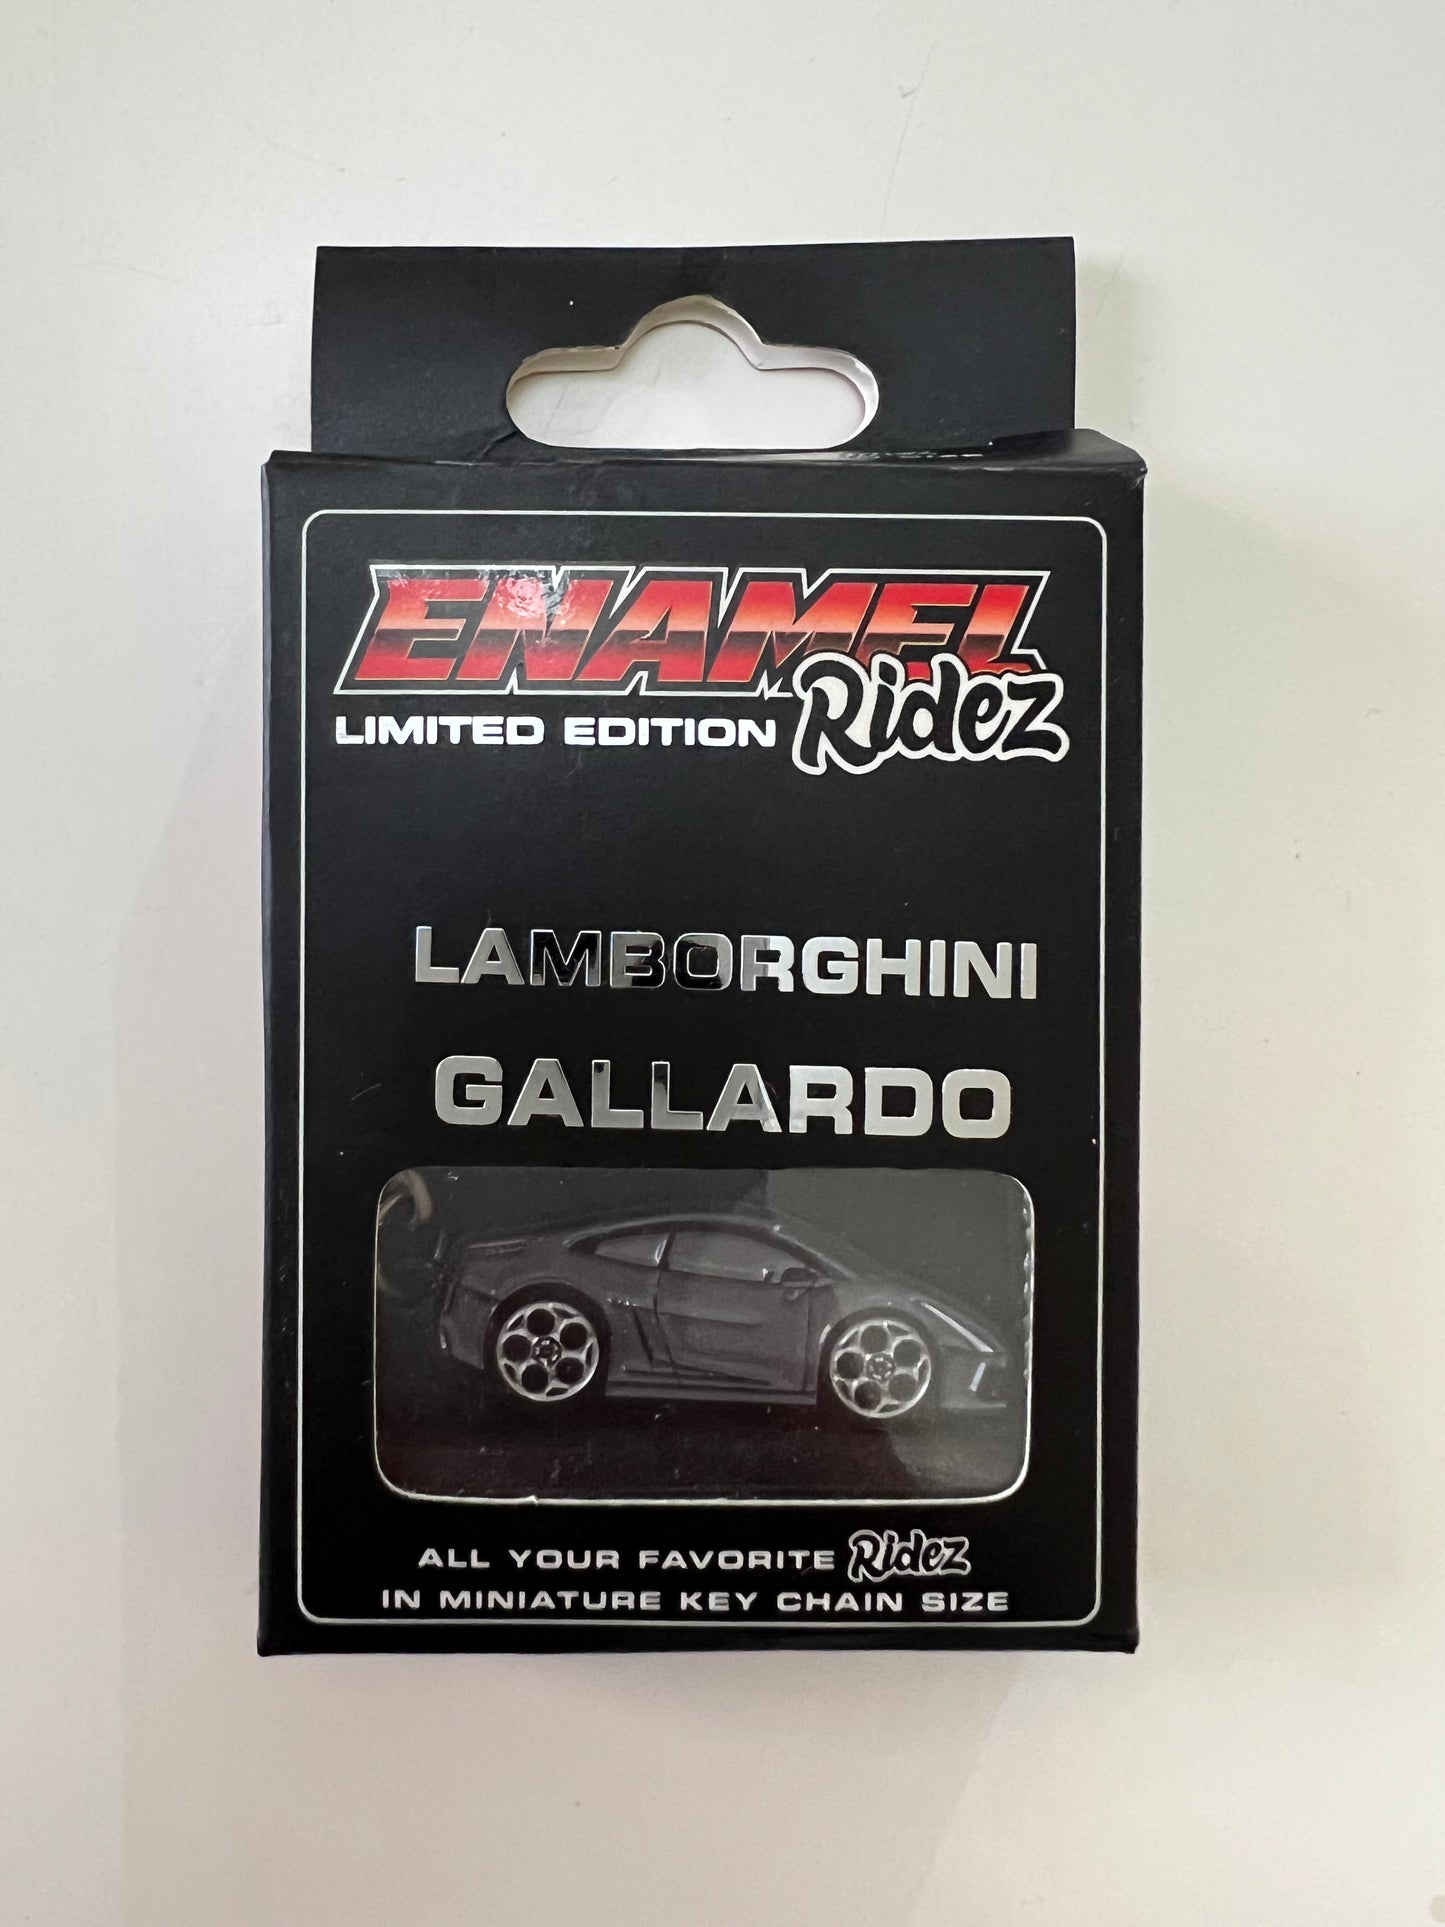 ENAMEL
LIMITED EDITION Ridez
LAMBORGHINI
GALLARDO
ALL YOUR FAVORITE Ridez
IN MINIATURE KEY CHAIN SIZE